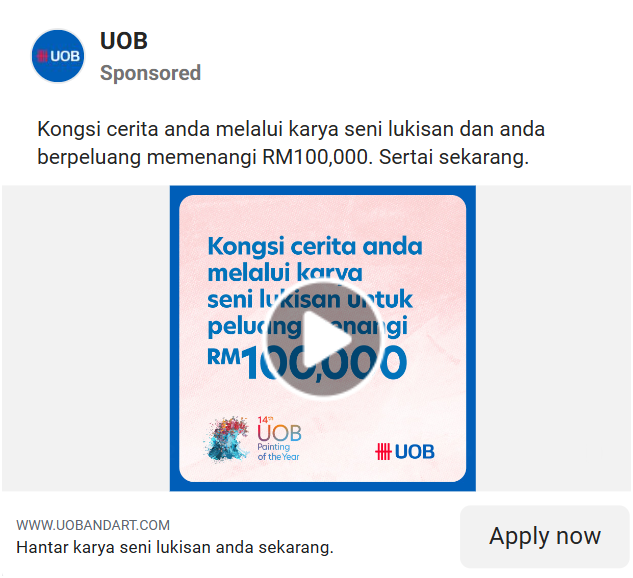 UOB
UOB
Sponsored
Kongsi cerita anda melalui karya seni lukisan dan anda
berpeluang memenangi RM100,000. Sertai sekarang.
Kongsi cerita anda
melalui karya
seni lukisan untuk
peluang menangi
RM100,000
14th
UOB
Painting
of the Year
UOB
WWW.UOBANDART.COM
Hantar karya seni lukisan anda sekarang.
Apply now